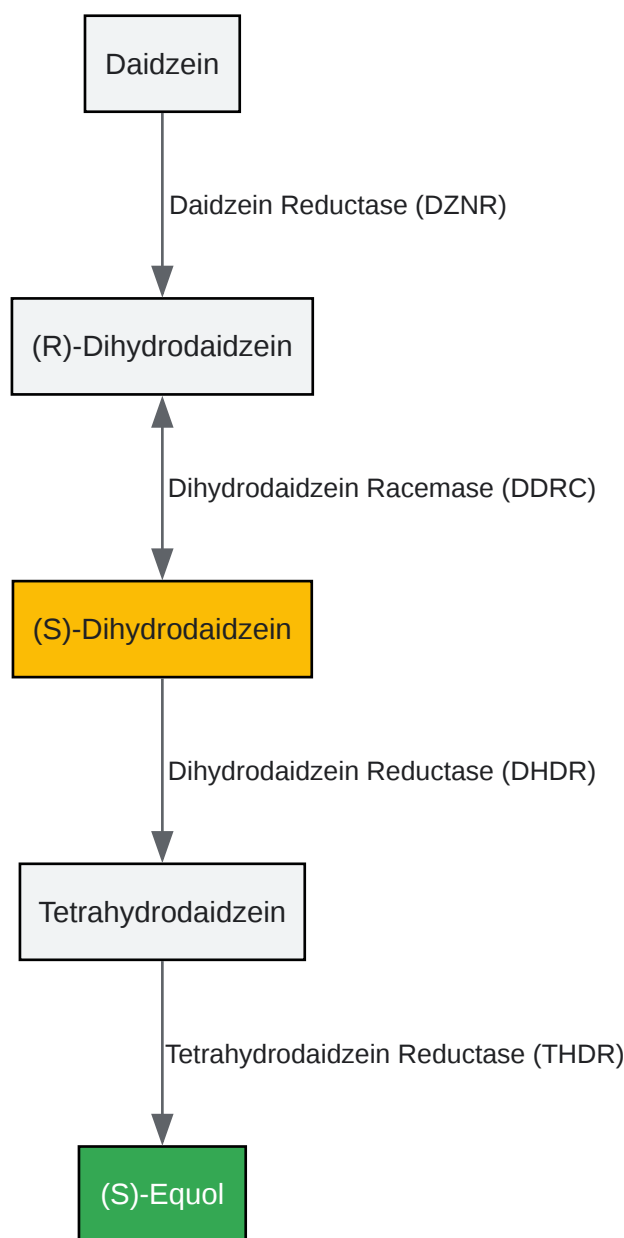 Daidzein
Daidzein Reductase (DZNR)
(R)-Dihydrodaidzein
Dihydrodaidzein Racemase (DDRC)
(S)-Dihydrodaidzein
Dihydrodaidzein Reductase (DHDR)
Tetrahydrodaidzein
Tetrahydrodaidzein Reductase (THDR)
(S)-Equol